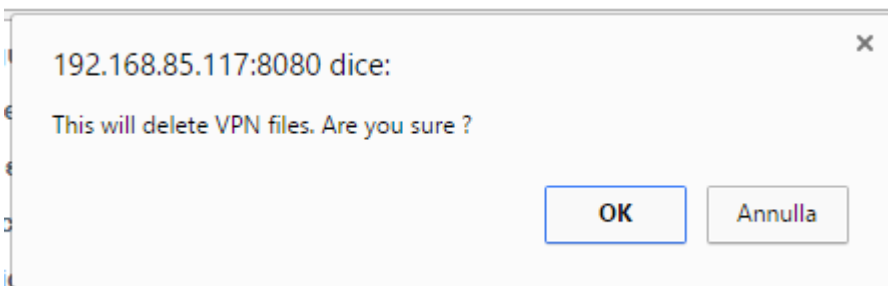 192.168.85.117:8080 dice:
This will delete VPN files. Are you sure ?
OK Annulla